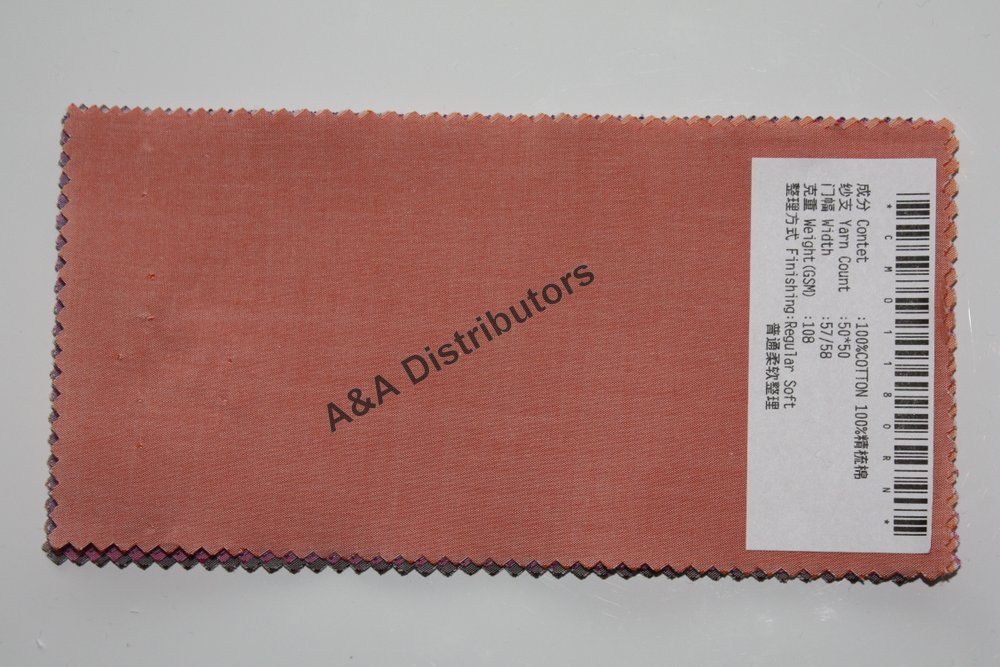 *CM01180RN*
成分 Contet :100%COTTON 100%精梳棉
纱支 Yarn Count :50*50
门幅 Width :57/58
克重 Weight(GSM) :108
整理方式 Finishing:Regular Soft
普通柔软整理
A&A Distributors